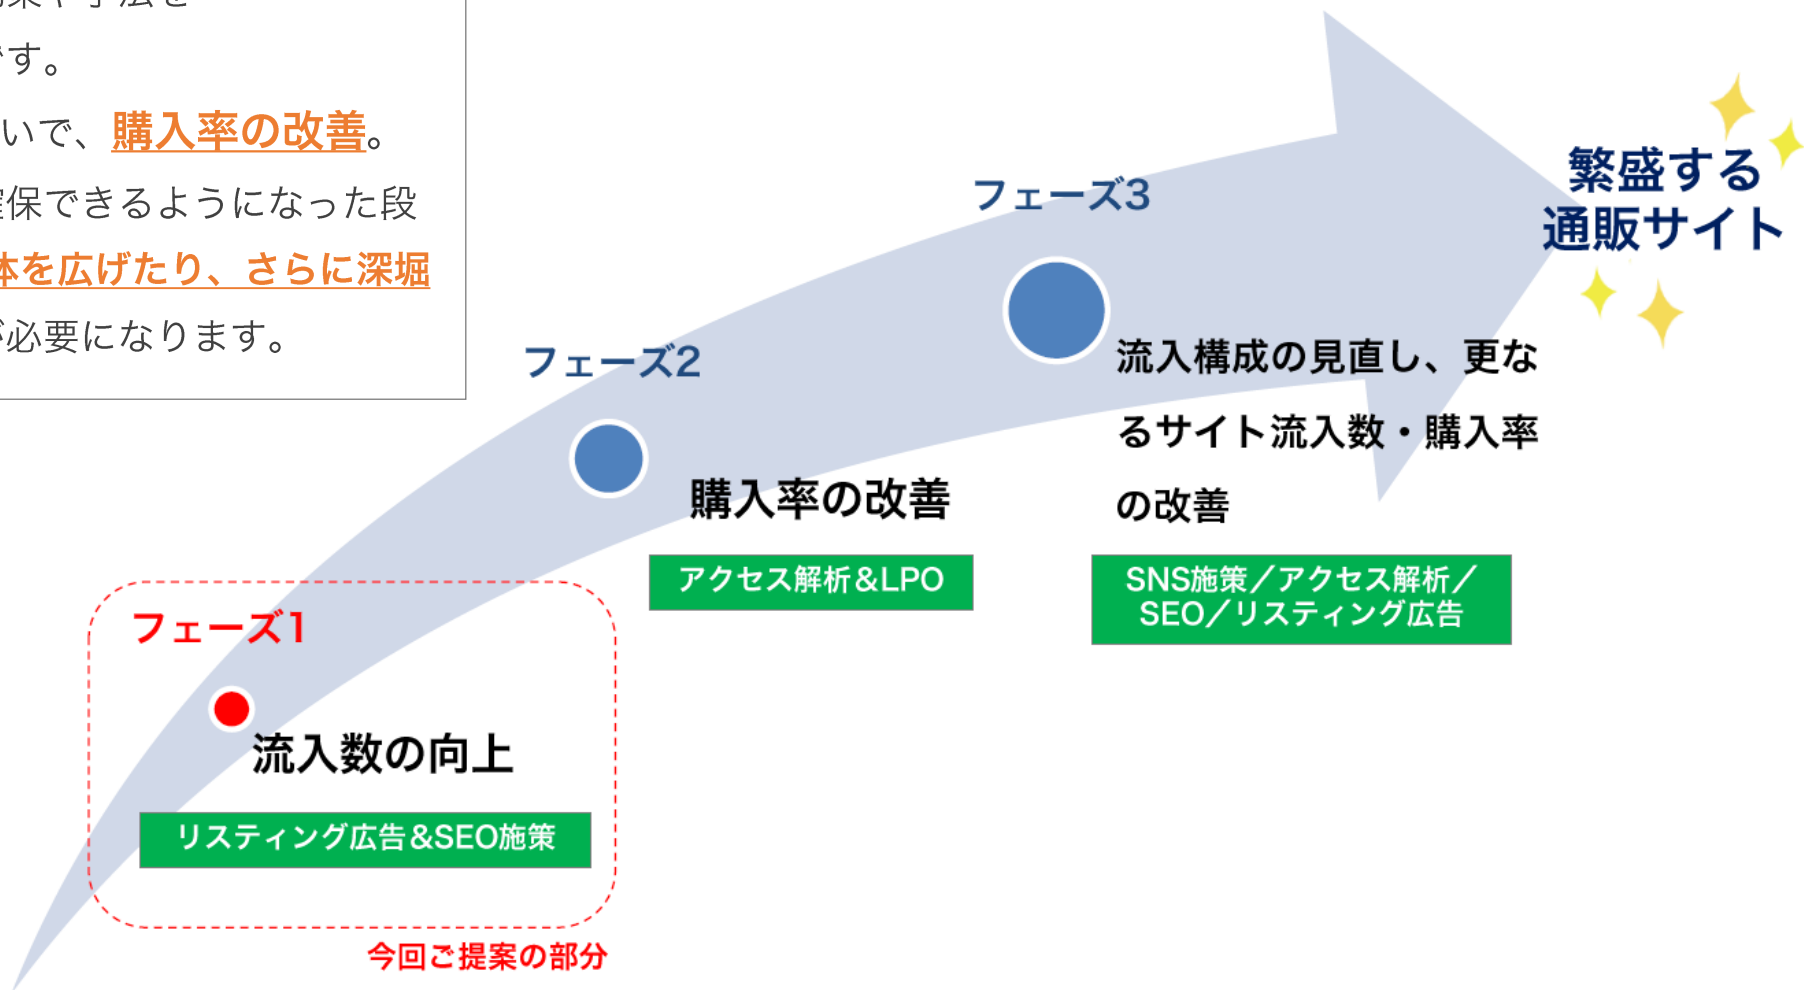 です。
いで、購入率の改善。
確保できるようになった段
体を広げたり、さらに深堀
が必要になります。
フェーズ3
繁盛する
通販サイト
フェーズ2
流入構成の見直し、更な
るサイト流入数・購入率
の改善
購入率の改善
アクセス解析＆LPO
SNS施策／アクセス解析／
SEO／リスティング広告
フェーズ1
流入数の向上
リスティング広告＆SEO施策
今回ご提案の部分